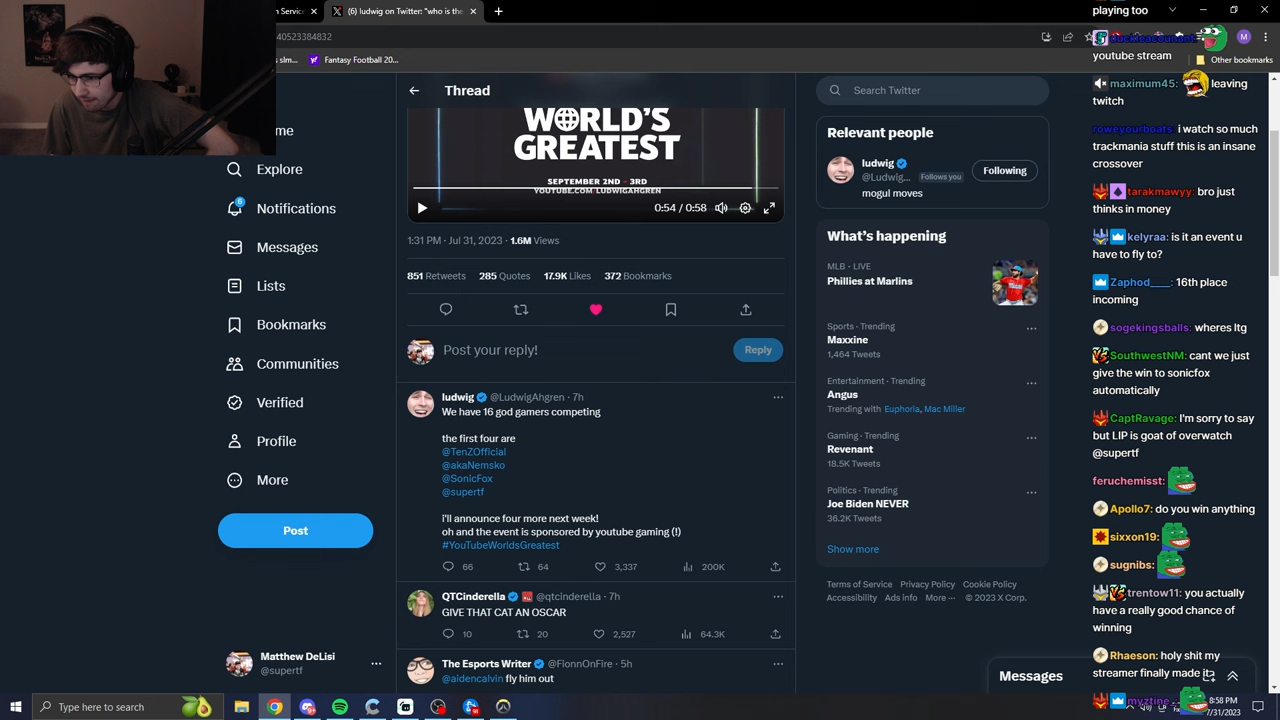 n Service
G og Twitch on "We is the
playing too
M
40523384832
youtube stream
s slm...
Fantasy Football 20...
Other bookmarks
Thread
Search Twitter
maximum45: leaving
twitch
WORLD'S
GREATEST
SEPTEMBER 2ND - 3RD
YOUTUBE.COM/LUDWIGAHGREN
0:54 / 0:58
Relevant people
ludwig
@Ludwig... Follows you
mogul moves
Following
roweyourboats: i watch so much
trackmania stuff this is an insane
crossover
me
Explore
6
Notifications
Messages
Lists
Bookmarks
Communities
Verified
Profile
More
Post
tarakmawyy: bro just
thinks in money
1:31 PM · Jul 31, 2023 · 1.6M Views
851 Retweets 285 Quotes 17.9K Likes 372 Bookmarks
What's happening
MLB · LIVE
Phillies at Marlins
kelyraa: is it an event u
have to fly to?
Zaphod____: 16th place
incoming
Sports · Trending
Maxxine
1,464 Tweets
sogekingsballs: wheres ltg
Post your reply!
Reply
SouthwestNM: cant we just
give the win to sonicfox
automatically
Entertainment · Trending
Angus
Trending with Euphoria, Mac Miller
ludwig @LudwigAhgren · 7h
We have 16 god gamers competing
the first four are
@TenZOfficial
@akaNemsko
@SonicFox
@supertf
i'll announce four more next week!
oh and the event is sponsored by youtube gaming (!)
#YouTubeWorldsGreatest
66 64 3,337 200K
CaptRavage: I'm sorry to say
but LIP is goat of overwatch
@supertf
Gaming · Trending
Revenant
18.5K Tweets
feruchemisst:
Politics · Trending
Joe Biden NEVER
36.2K Tweets
Apollo7: do you win anything
sixxon19:
Show more
sugnibs:
Terms of Service Privacy Policy Cookie Policy
Accessibility Ads info More ··· © 2023 X Corp.
trentow11: you actually
have a really good chance of
winning
QTCinderella @qtcinderella · 7h
GIVE THAT CAT AN OSCAR
10 20 2,527 64.3K
Matthew DeLisi
@supertf
The Esports Writer @FionnOnFire · 5h
@aidencalvin fly him out
Messages
Rhaeson: holy shit my
streamer finally made it
myztine:
Type here to search
8:58 PM
7/31/2023